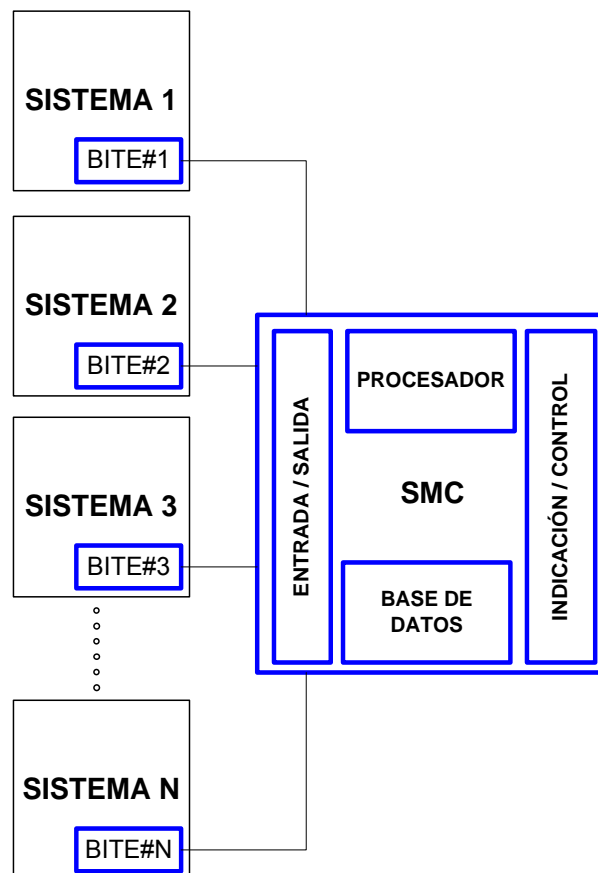 SISTEMA 1
BITE#1
SISTEMA 2
BITE#2
SISTEMA 3
BITE#3
SISTEMA N
BITE#N
ENTRADA / SALIDA
PROCESADOR
SMC
BASE DE
DATOS
INDICACIÓN / CONTROL